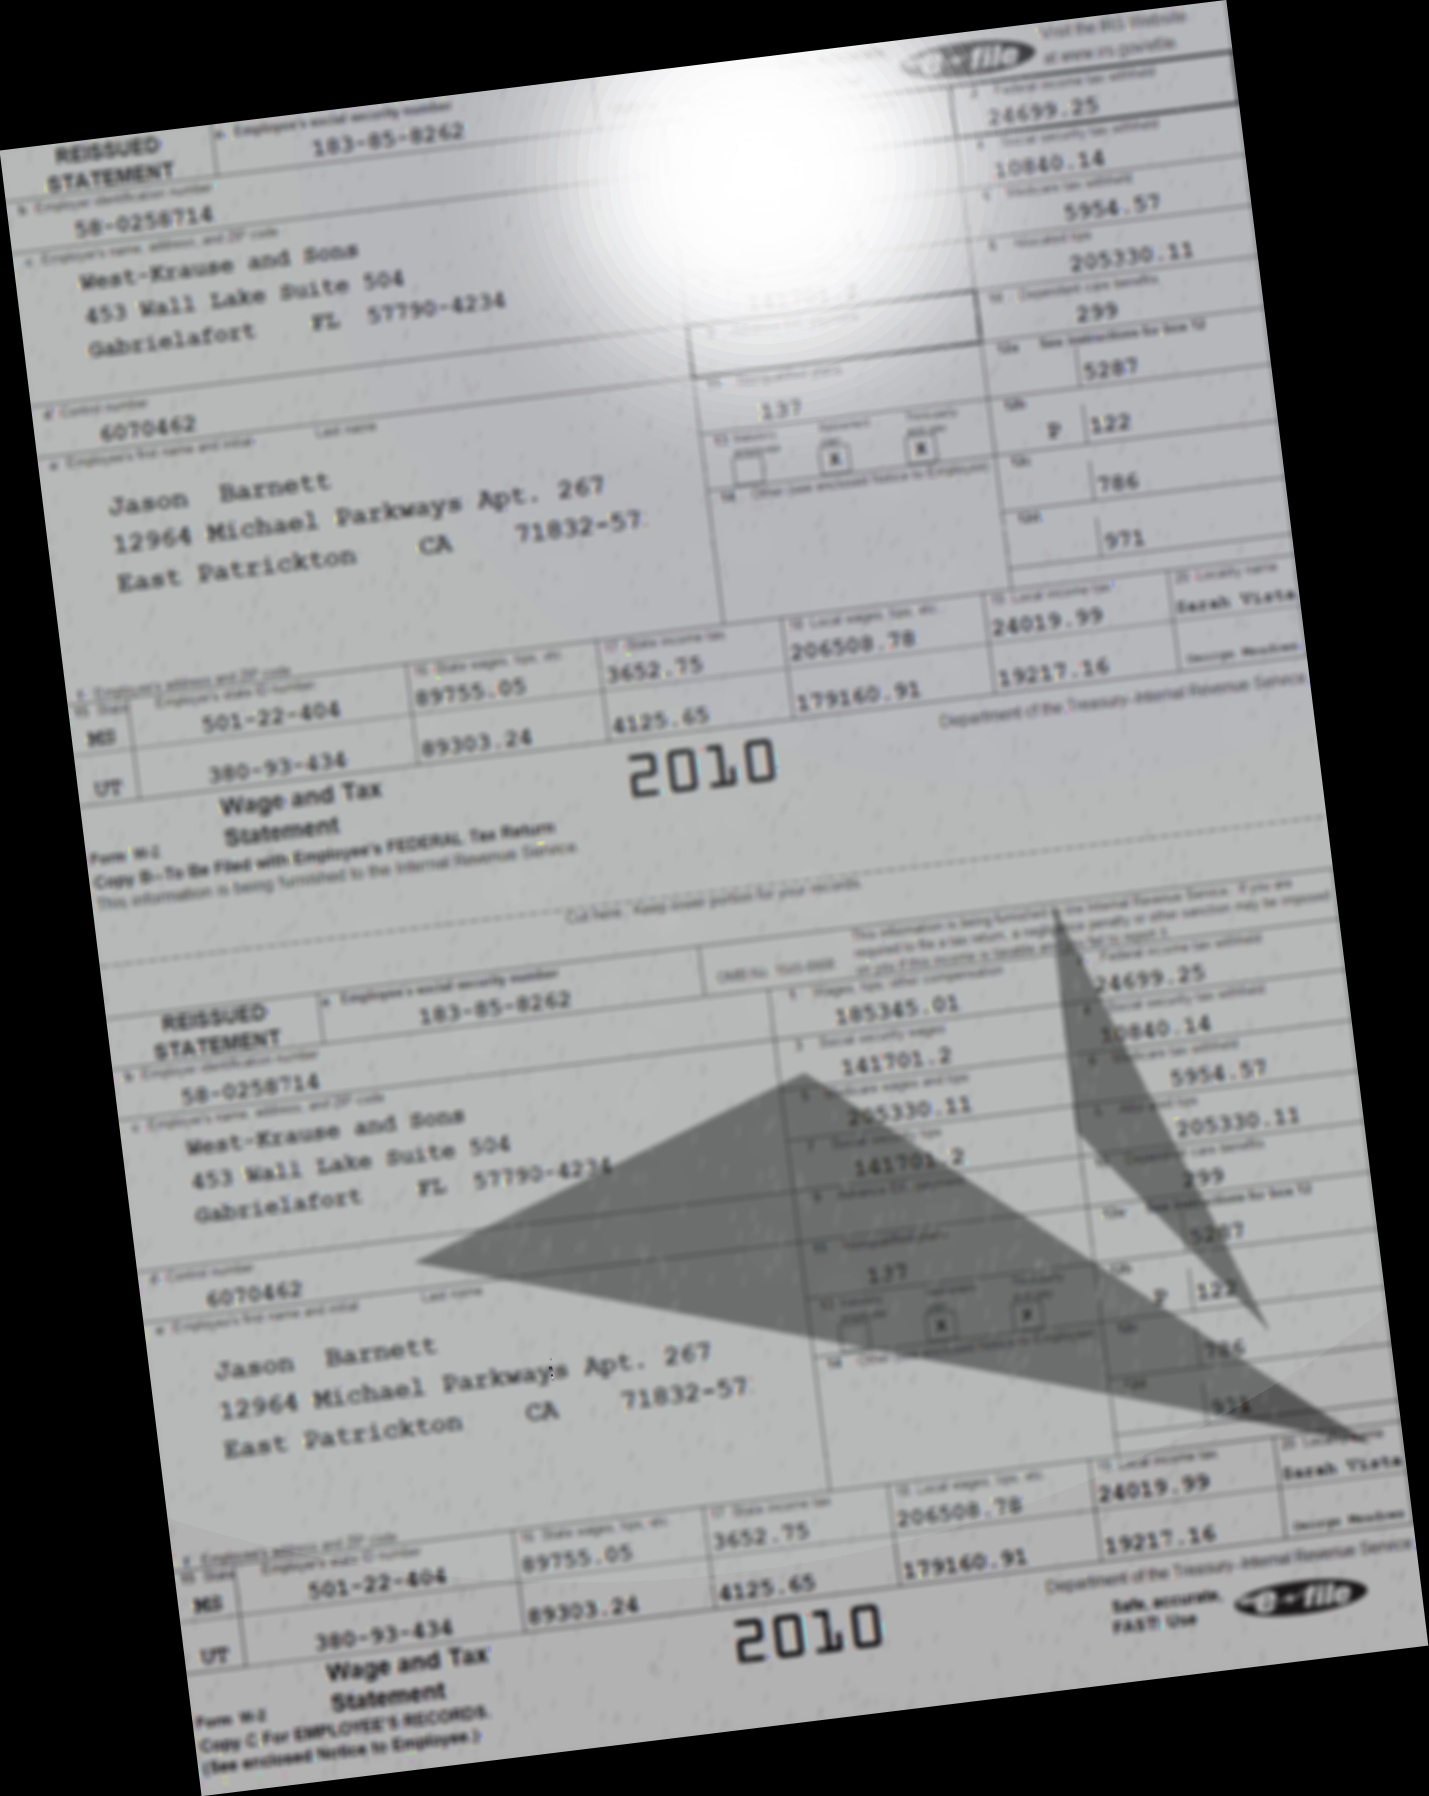 e-file
Visit the IRS Website
at www.irs.gov/efile.
REISSUED
STATEMENT
a Employee's social security number
183-85-8262
2 Federal income tax withheld
24699.25
b Employer identification number
58-0258714
4 Social security tax withheld
10840.14
c Employer's name, address, and ZIP code
West-Krause and Sons
453 Wall Lake Suite 504
Gabrielafort FL 57790-4234
6 Medicare tax withheld
5954.57
8 Allocated tips
205330.11
141701.2
10 Dependent care benefits
299
d Control number
6070462
11 Nonqualified plans
137
12a See instructions for box 12
5287
e Employee's first name and initial Last name
Jason Barnett
12964 Michael Parkways Apt. 267
East Patrickton CA 71832-57
13 Statutory employee Retirement plan Third-party sick pay
X X
12b
P 122
14 Other (see enclosed Notice to Employee)
12c
786
12d
971
f Employee's address and ZIP code
15 State Employer's state ID number
16 State wages, tips, etc.
17 State income tax
18 Local wages, tips, etc.
19 Local income tax
20 Locality name
MS 501-22-404 89755.05 3652.75 206508.78 24019.99 Sarah Vista
UT 380-93-434 89303.24 4125.65 179160.91 19217.16 George Meadows
Form W-2
Wage and Tax
Statement
2010
Department of the Treasury-Internal Revenue Service
Copy B--To Be Filed with Employee's FEDERAL Tax Return
This information is being furnished to the Internal Revenue Service.
Cut here. Keep lower portion for your records.
This information is being furnished to the Internal Revenue Service. If you are
required to file a tax return, a negligence penalty or other sanction may be imposed
on you if this income is taxable and you fail to report it.
REISSUED
STATEMENT
a Employee's social security number
183-85-8262
OMB No. 1545-0008
1 Wages, tips, other compensation
185345.01
2 Federal income tax withheld
24699.25
b Employer identification number
58-0258714
3 Social security wages
141701.2
4 Social security tax withheld
10840.14
c Employer's name, address, and ZIP code
West-Krause and Sons
453 Wall Lake Suite 504
Gabrielafort FL 57790-4234
5 Medicare wages and tips
205330.11
6 Medicare tax withheld
5954.57
7 Social security tips
141701.2
8 Allocated tips
205330.11
9 Advance EIC payment
10 Dependent care benefits
299
d Control number
6070462
11 Nonqualified plans
137
12a See instructions for box 12
5287
e Employee's first name and initial Last name
Jason Barnett
12964 Michael Parkways Apt. 267
East Patrickton CA 71832-57
13 Statutory employee Retirement plan Third-party sick pay
X X
12b
P 122
14 Other (see enclosed Notice to Employee)
12c
786
12d
971
f Employee's address and ZIP code
15 State Employer's state ID number
16 State wages, tips, etc.
17 State income tax
18 Local wages, tips, etc.
19 Local income tax
20 Locality name
MS 501-22-404 89755.05 3652.75 206508.78 24019.99 Sarah Vista
UT 380-93-434 89303.24 4125.65 179160.91 19217.16 George Meadows
Form W-2
Wage and Tax
Statement
2010
Department of the Treasury-Internal Revenue Service
Safe, accurate,
FAST! Use
e-file
Copy C For EMPLOYEE'S RECORDS.
(See enclosed Notice to Employee.)